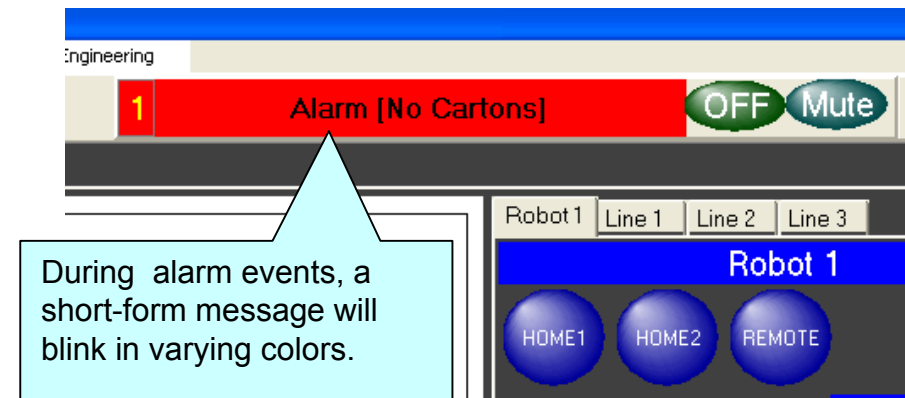 Engineering
1 Alarm [No Cartons] OFF Mute
Robot 1 Line 1 Line 2 Line 3
Robot 1
HOME1 HOME2 REMOTE
During alarm events, a
short-form message will
blink in varying colors.